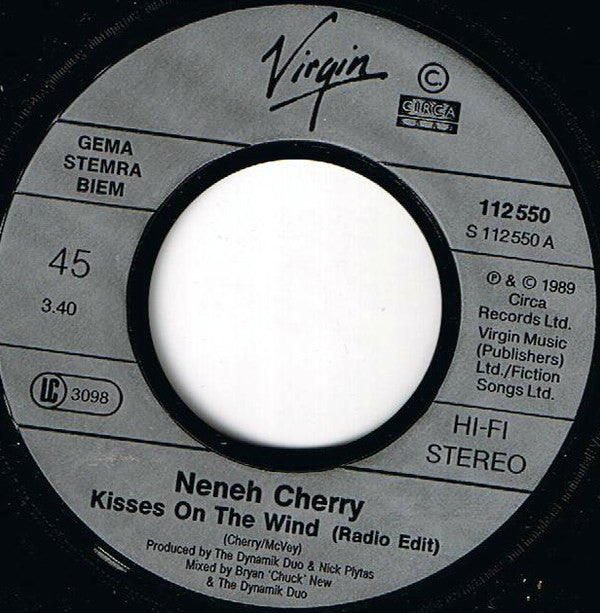 Virgin
©
CIRCA
GEMA
STEMRA
BIEM
112 550
S 112 550 A
45
3.40
℗ & © 1989
Circa
Records Ltd.
Virgin Music
(Publishers)
Ltd./Fiction
Songs Ltd.
LC 3098
HI-FI
STEREO
Neneh Cherry
Kisses On The Wind (Radio Edit)
(Cherry/McVey)
Produced by The Dynamik Duo & Nick Plytas
Mixed by Bryan 'Chuck' New
& The Dynamik Duo